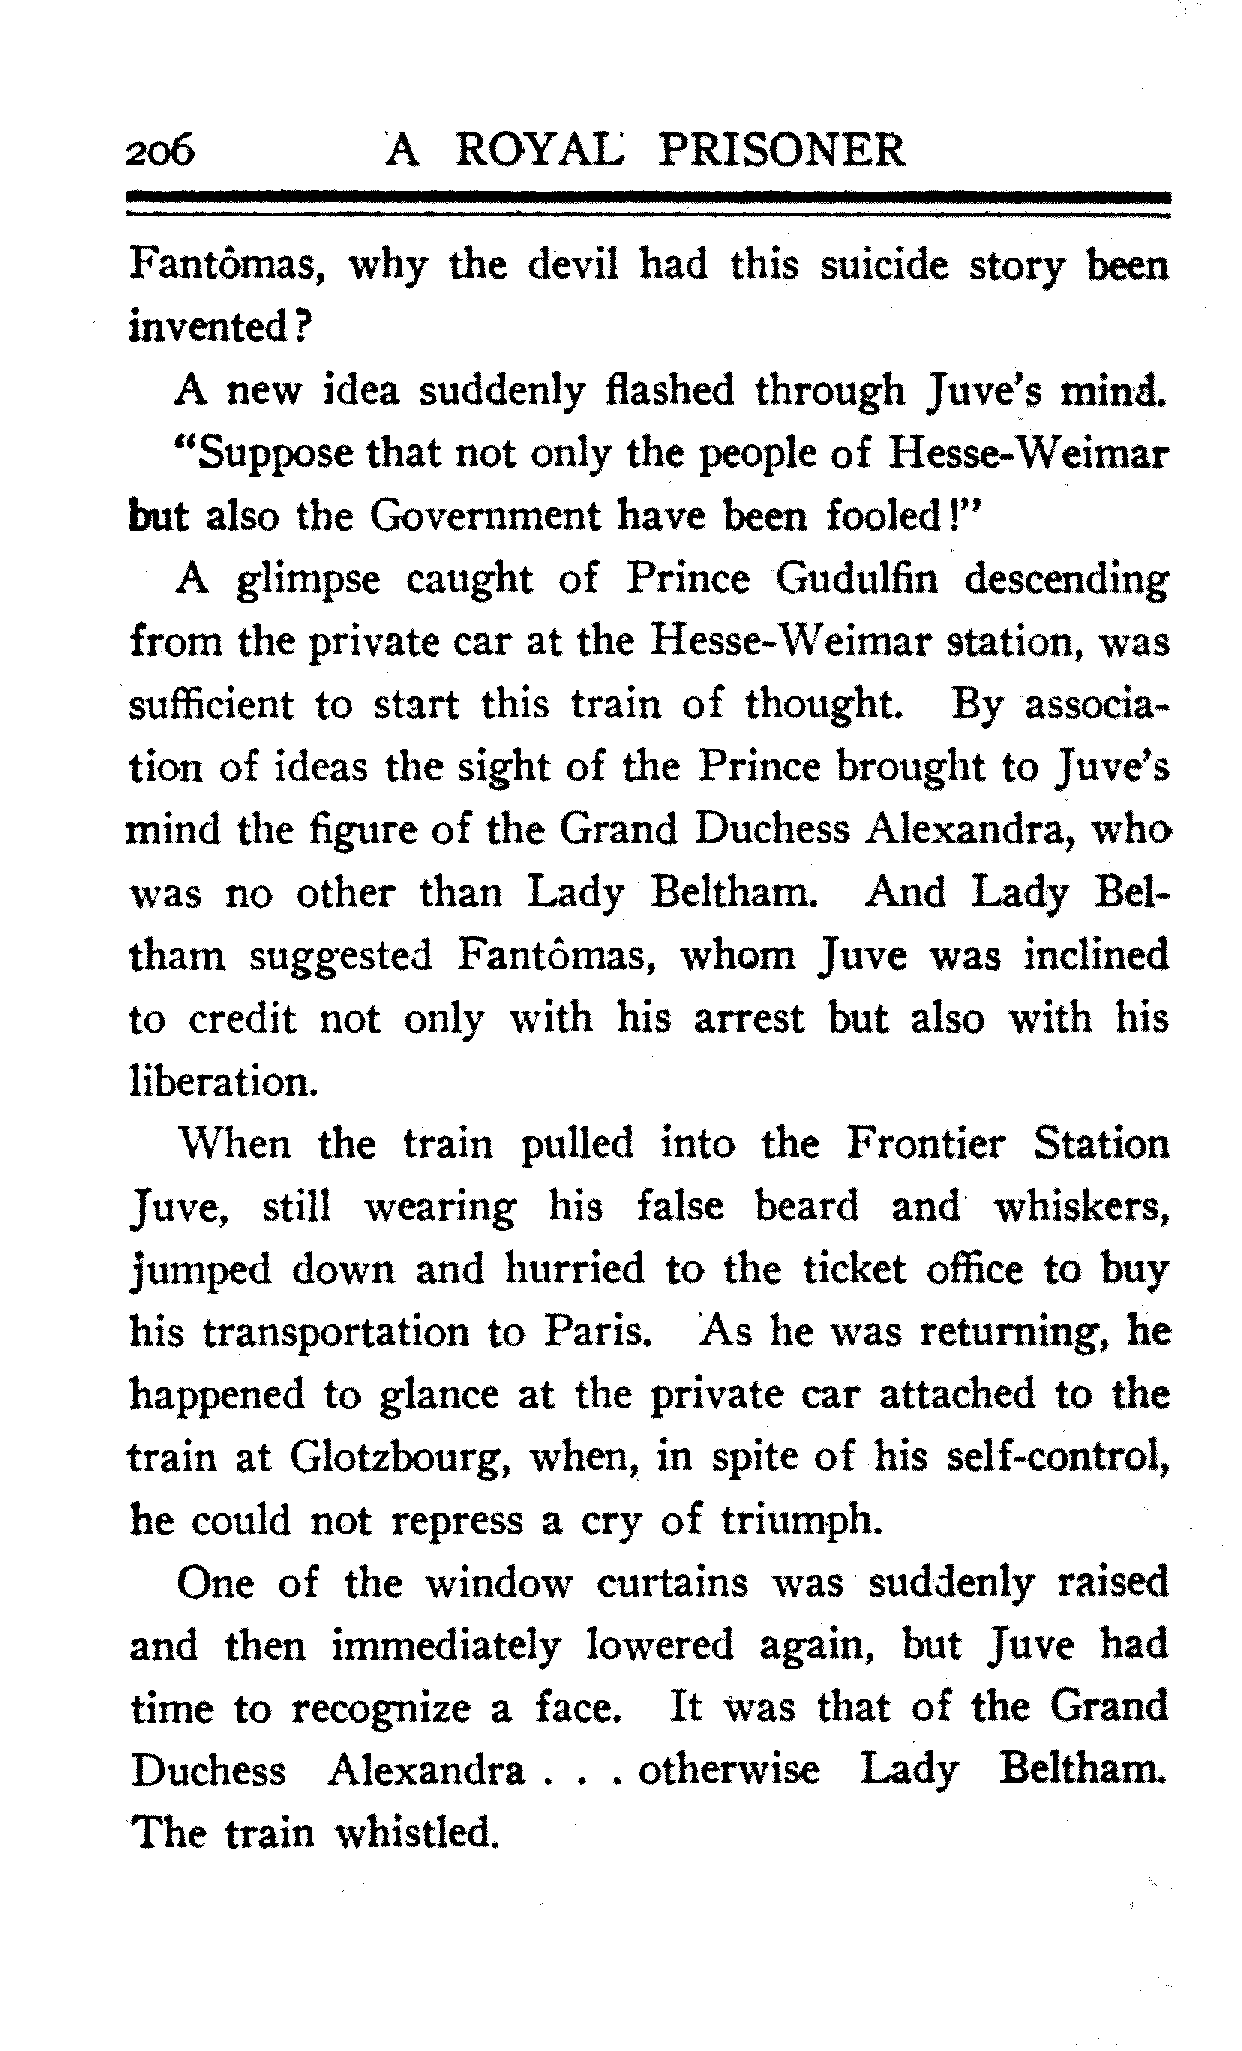 206 A ROYAL PRISONER
Fantômas, why the devil had this suicide story been
invented?
A new idea suddenly flashed through Juve's mind.
"Suppose that not only the people of Hesse-Weimar
but also the Government have been fooled!"
A glimpse caught of Prince Gudulfin descending
from the private car at the Hesse-Weimar station, was
sufficient to start this train of thought. By associa-
tion of ideas the sight of the Prince brought to Juve's
mind the figure of the Grand Duchess Alexandra, who
was no other than Lady Beltham. And Lady Bel-
tham suggested Fantômas, whom Juve was inclined
to credit not only with his arrest but also with his
liberation.
When the train pulled into the Frontier Station
Juve, still wearing his false beard and whiskers,
jumped down and hurried to the ticket office to buy
his transportation to Paris. As he was returning, he
happened to glance at the private car attached to the
train at Glotzbourg, when, in spite of his self-control,
he could not repress a cry of triumph.
One of the window curtains was suddenly raised
and then immediately lowered again, but Juve had
time to recognize a face. It was that of the Grand
Duchess Alexandra . . . otherwise Lady Beltham.
The train whistled.